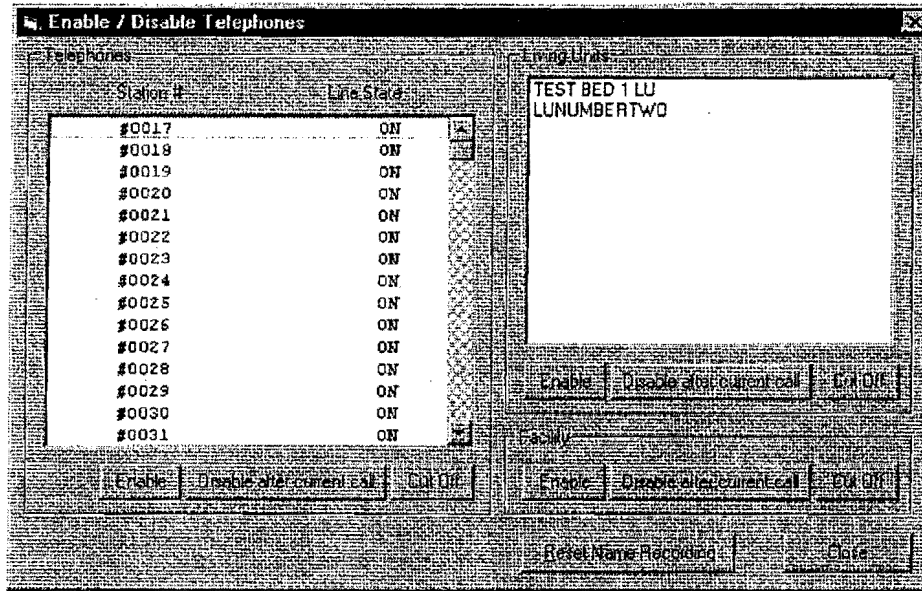 Enable / Disable Telephones
Telephones
Station # Line State
#0017 ON
#0018 ON
#0019 ON
#0020 ON
#0021 ON
#0022 ON
#0023 ON
#0024 ON
#0025 ON
#0026 ON
#0027 ON
#0028 ON
#0029 ON
#0030 ON
#0031 ON
Enable Disable after current call Cut Off
Living Units
TEST BED 1 LU
LUNUMBERTWO
Enable Disable after current call Cut Off
Facility
Enable Disable after current call Cut Off
Reset Name Recording Close